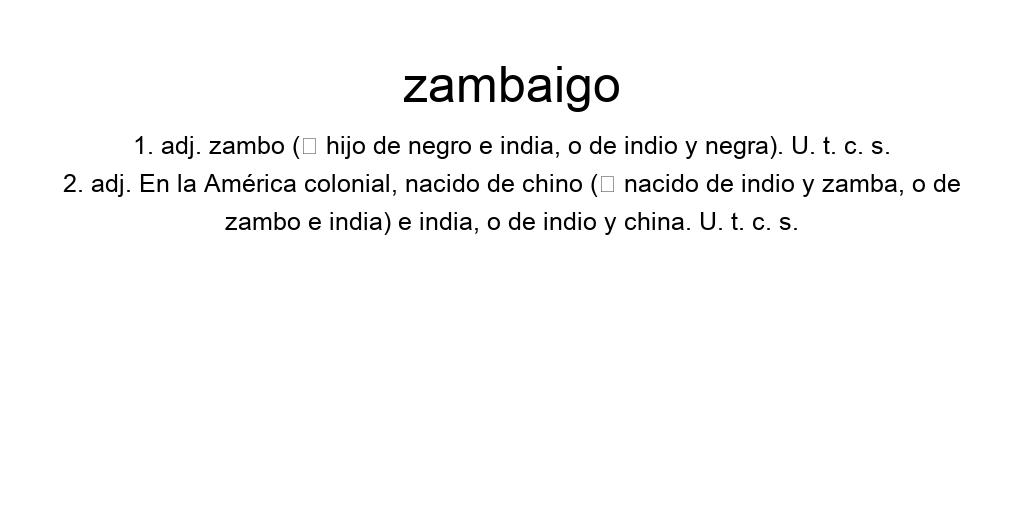 zambaigo
1. adj. zambo (▯ hijo de negro e india, o de indio y negra). U. t. c. s.
2. adj. En la América colonial, nacido de chino (▯ nacido de indio y zamba, o de
zambo e india) e india, o de indio y china. U. t. c. s.